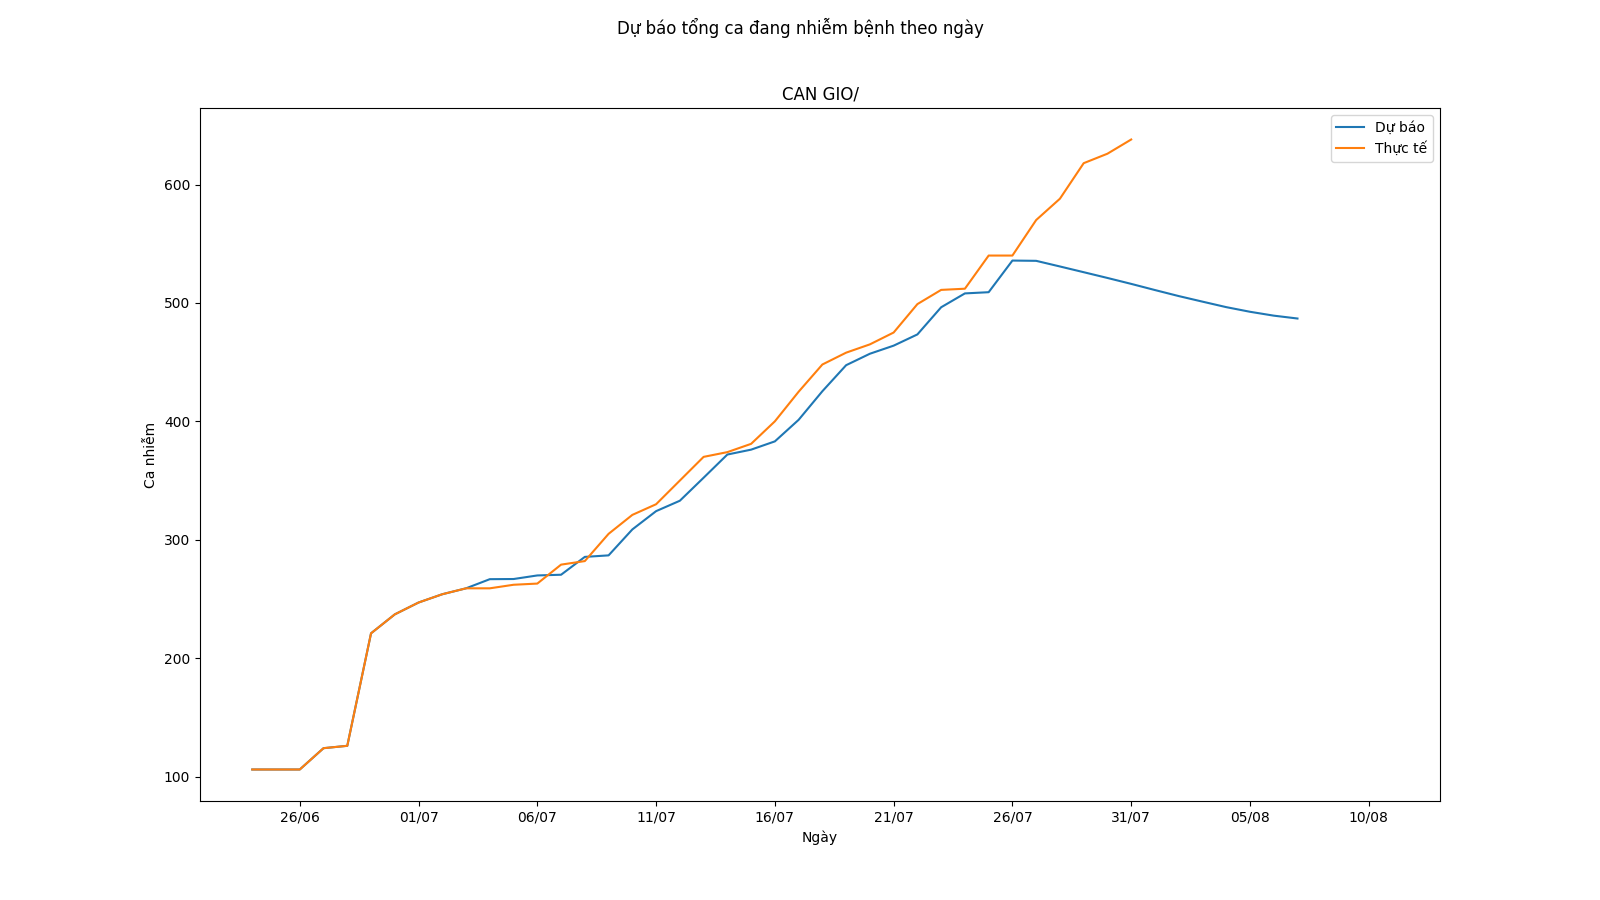 Dự báo tổng ca đang nhiễm bệnh theo ngày
CAN GIO/
Dự báo
Thực tế
600
500
400
300
200
100
Ca nhiễm
26/06
01/07
06/07
11/07
16/07
21/07
26/07
31/07
05/08
10/08
Ngày